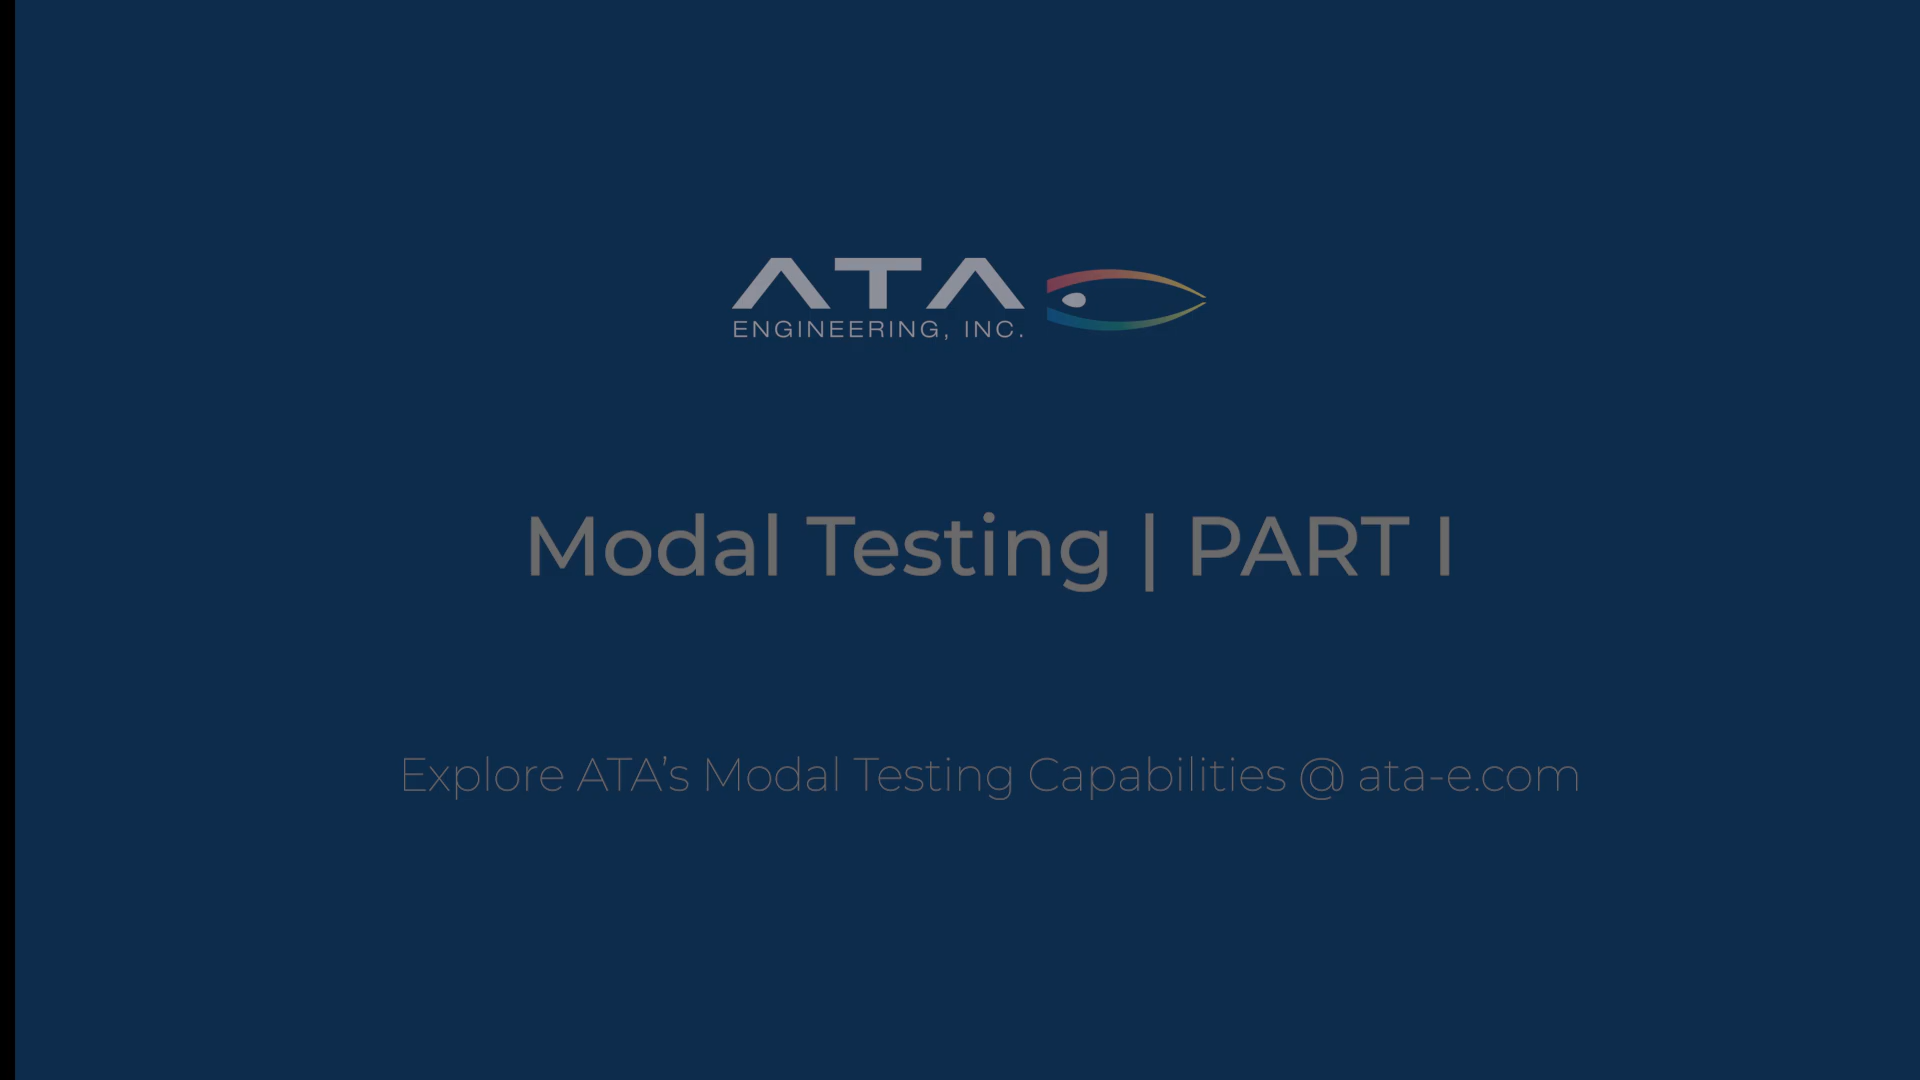 ATA
ENGINEERING, INC.
Modal Testing | PART I
Explore ATA’s Modal Testing Capabilities @ ata-e.com